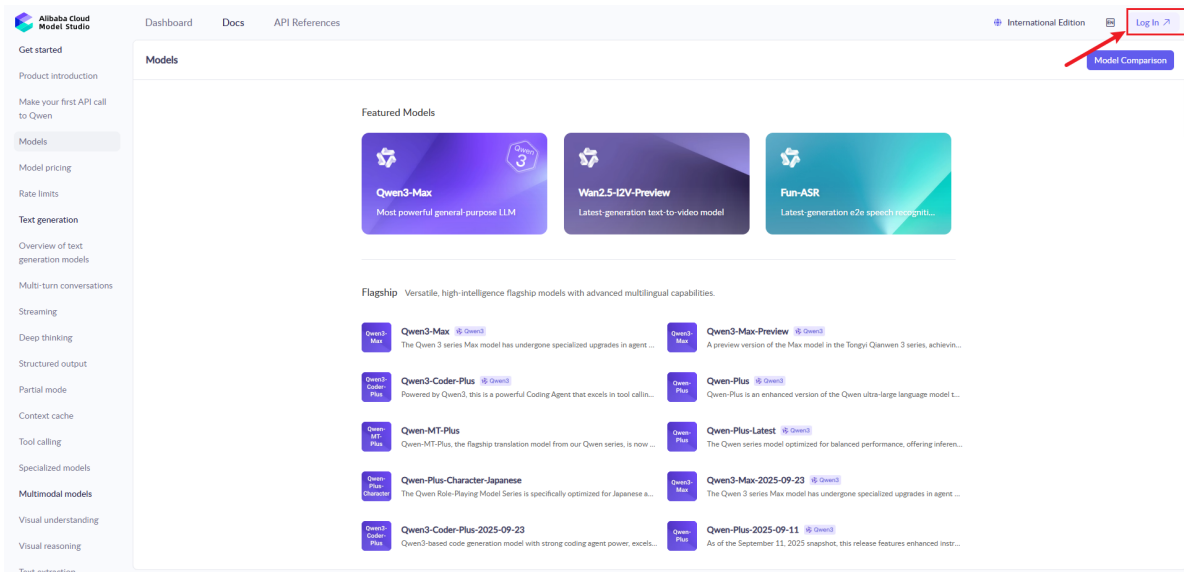 Alibaba Cloud
Model Studio
Dashboard
Docs
API References
International Edition
EN
Log In
Get started
Product introduction
Make your first API call
to Qwen
Models
Model pricing
Rate limits
Text generation
Overview of text
generation models
Multi-turn conversations
Streaming
Deep thinking
Structured output
Partial mode
Context cache
Tool calling
Specialized models
Multimodal models
Visual understanding
Visual reasoning
Text extraction
Models
Model Comparison
Featured Models
Qwen
3
Qwen3-Max
Most powerful general-purpose LLM
Wan2.5-I2V-Preview
Latest-generation text-to-video model
Fun-ASR
Latest-generation e2e speech recogniti...
Flagship Versatile, high-intelligence flagship models with advanced multilingual capabilities.
Qwen3-
Max
Qwen3-Max Qwen3
The Qwen 3 series Max model has undergone specialized upgrades in agent ...
Qwen3-
Max
Qwen3-Max-Preview Qwen3
A preview version of the Max model in the Tongyi Qianwen 3 series, achievin...
Qwen3-
Coder-
Plus
Qwen3-Coder-Plus Qwen3
Powered by Qwen3, this is a powerful Coding Agent that excels in tool callin...
Qwen-
Plus
Qwen-Plus Qwen3
Qwen-Plus is an enhanced version of the Qwen ultra-large language model t...
Qwen-
MT-
Plus
Qwen-MT-Plus
Qwen-MT-Plus, the flagship translation model from our Qwen series, is now ...
Qwen-
Plus
Qwen-Plus-Latest Qwen3
The Qwen series model optimized for balanced performance, offering inferen...
Qwen-
Plus-
Character
Qwen-Plus-Character-Japanese
The Qwen Role-Playing Model Series is specifically optimized for Japanese a...
Qwen3-
Max
Qwen3-Max-2025-09-23 Qwen3
The Qwen 3 series Max model has undergone specialized upgrades in agent ...
Qwen3-
Coder-
Plus
Qwen3-Coder-Plus-2025-09-23
Qwen3-based code generation model with strong coding agent power, excels...
Qwen-
Plus
Qwen-Plus-2025-09-11 Qwen3
As of the September 11, 2025 snapshot, this release features enhanced instr...